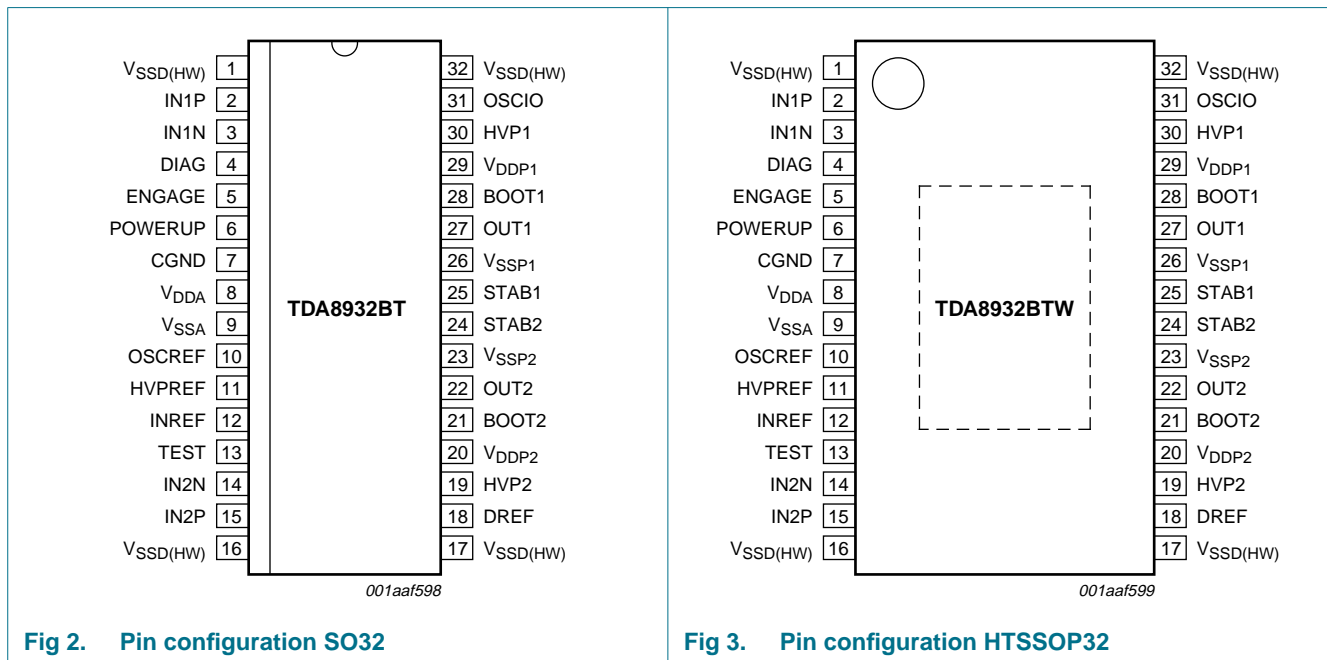 VSSD(HW) 1
IN1P 2
IN1N 3
DIAG 4
ENGAGE 5
POWERUP 6
CGND 7
VDDA 8
VSSA 9
OSCREF 10
HVPREF 11
INREF 12
TEST 13
IN2N 14
IN2P 15
VSSD(HW) 16
TDA8932BT
32 VSSD(HW)
31 OSCIO
30 HVP1
29 VDDP1
28 BOOT1
27 OUT1
26 VSSP1
25 STAB1
24 STAB2
23 VSSP2
22 OUT2
21 BOOT2
20 VDDP2
19 HVP2
18 DREF
17 VSSD(HW)
001aaf598
Fig 2. Pin configuration SO32
VSSD(HW) 1
IN1P 2
IN1N 3
DIAG 4
ENGAGE 5
POWERUP 6
CGND 7
VDDA 8
VSSA 9
OSCREF 10
HVPREF 11
INREF 12
TEST 13
IN2N 14
IN2P 15
VSSD(HW) 16
TDA8932BTW
32 VSSD(HW)
31 OSCIO
30 HVP1
29 VDDP1
28 BOOT1
27 OUT1
26 VSSP1
25 STAB1
24 STAB2
23 VSSP2
22 OUT2
21 BOOT2
20 VDDP2
19 HVP2
18 DREF
17 VSSD(HW)
001aaf599
Fig 3. Pin configuration HTSSOP32